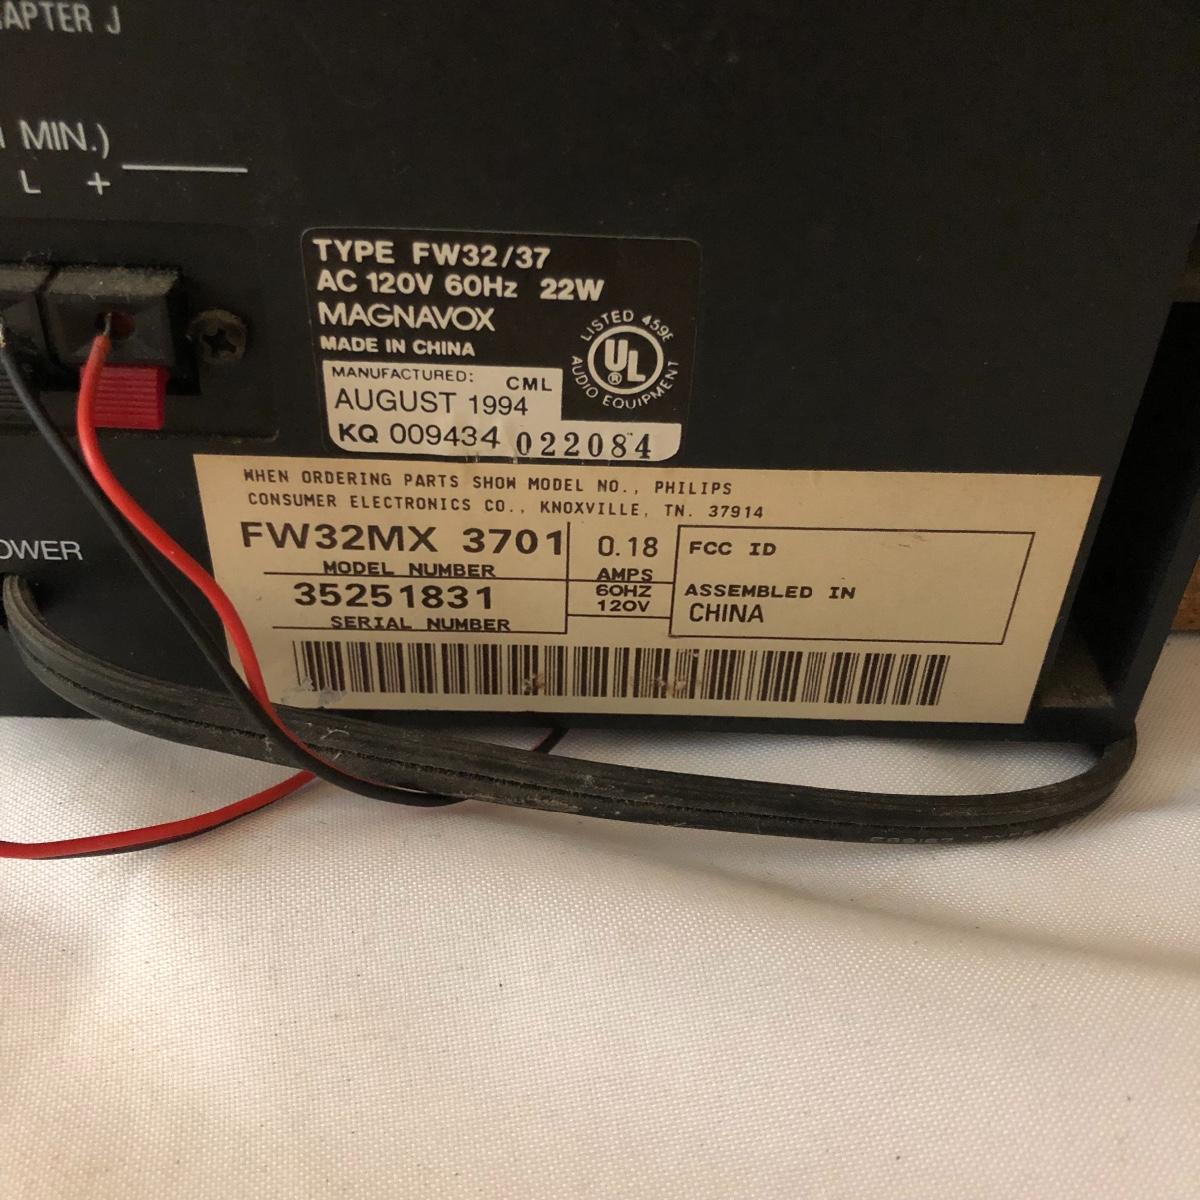 J
MIN.)
L +
POWER
TYPE FW32/37
AC 120V 60Hz 22W
MAGNAVOX
MADE IN CHINA
LISTED 459E
UL
®
AUDIO EQUIPMENT
MANUFACTURED: CML
AUGUST 1994
KQ 009434 022084
WHEN ORDERING PARTS SHOW MODEL NO., PHILIPS
CONSUMER ELECTRONICS CO., KNOXVILLE, TN. 37914
FW32MX 3701
MODEL NUMBER
35251831
SERIAL NUMBER
0.18
AMPS
60HZ
120V
FCC ID
ASSEMBLED IN
CHINA